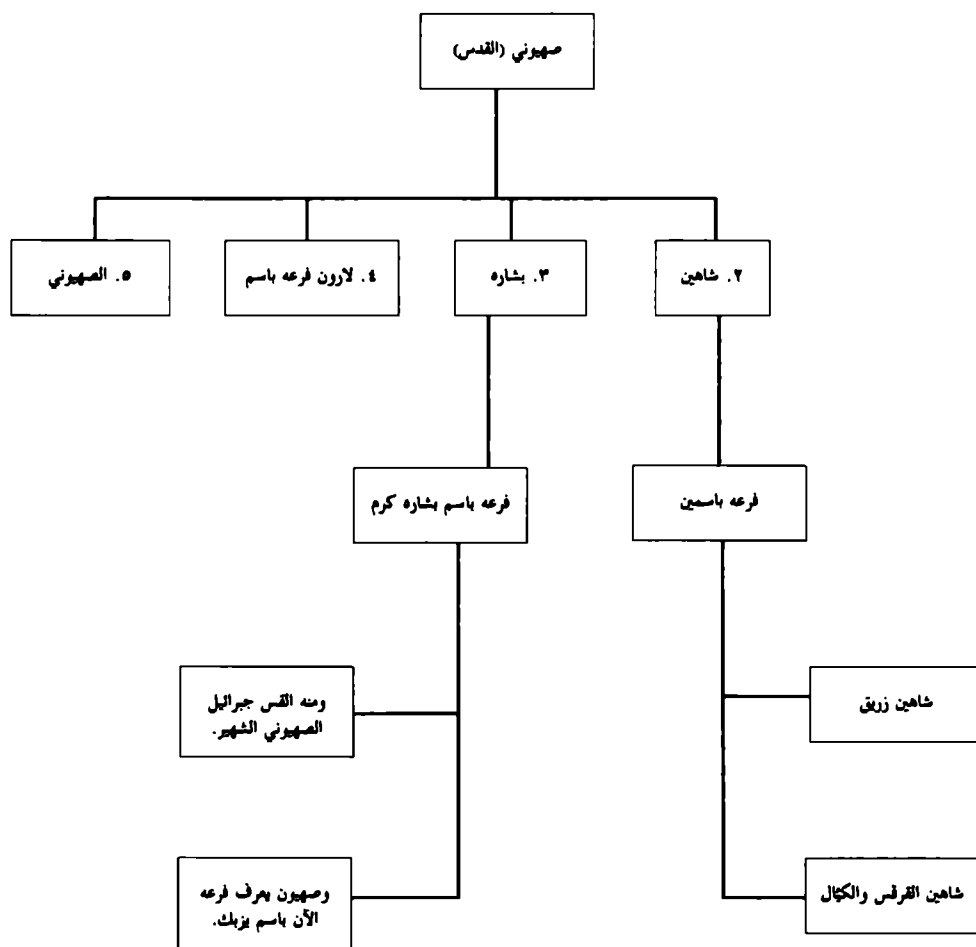 صهيوني (القدس)
٢. شاهين
٣. بشاره
٤. لارون فرعه باسم
٥. الصهيوني
فرعه باسمين
فرعه باسم بشاره كرم
شاهين زريق
ومنه القس جبرائيل
الصهيوني الشهير.
شاهين القرقس والكيّال
وصهيون يعرف فرعه
الآن باسم يزبك.